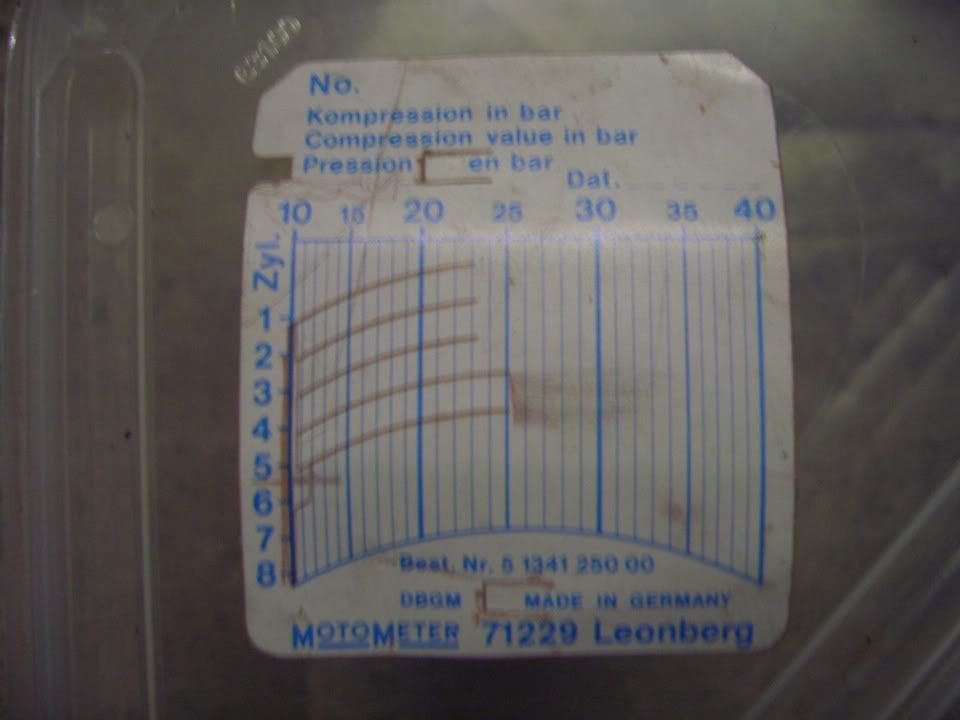 No.
Kompression in bar
Compression value in bar
Pression en bar
Dat.
10 15 20 25 30 35 40
Zyl.
1
2
3
4
5
6
7
8
Best. Nr. 5 1341 250 00
DBGM MADE IN GERMANY
MOTOMETER 71229 Leonberg